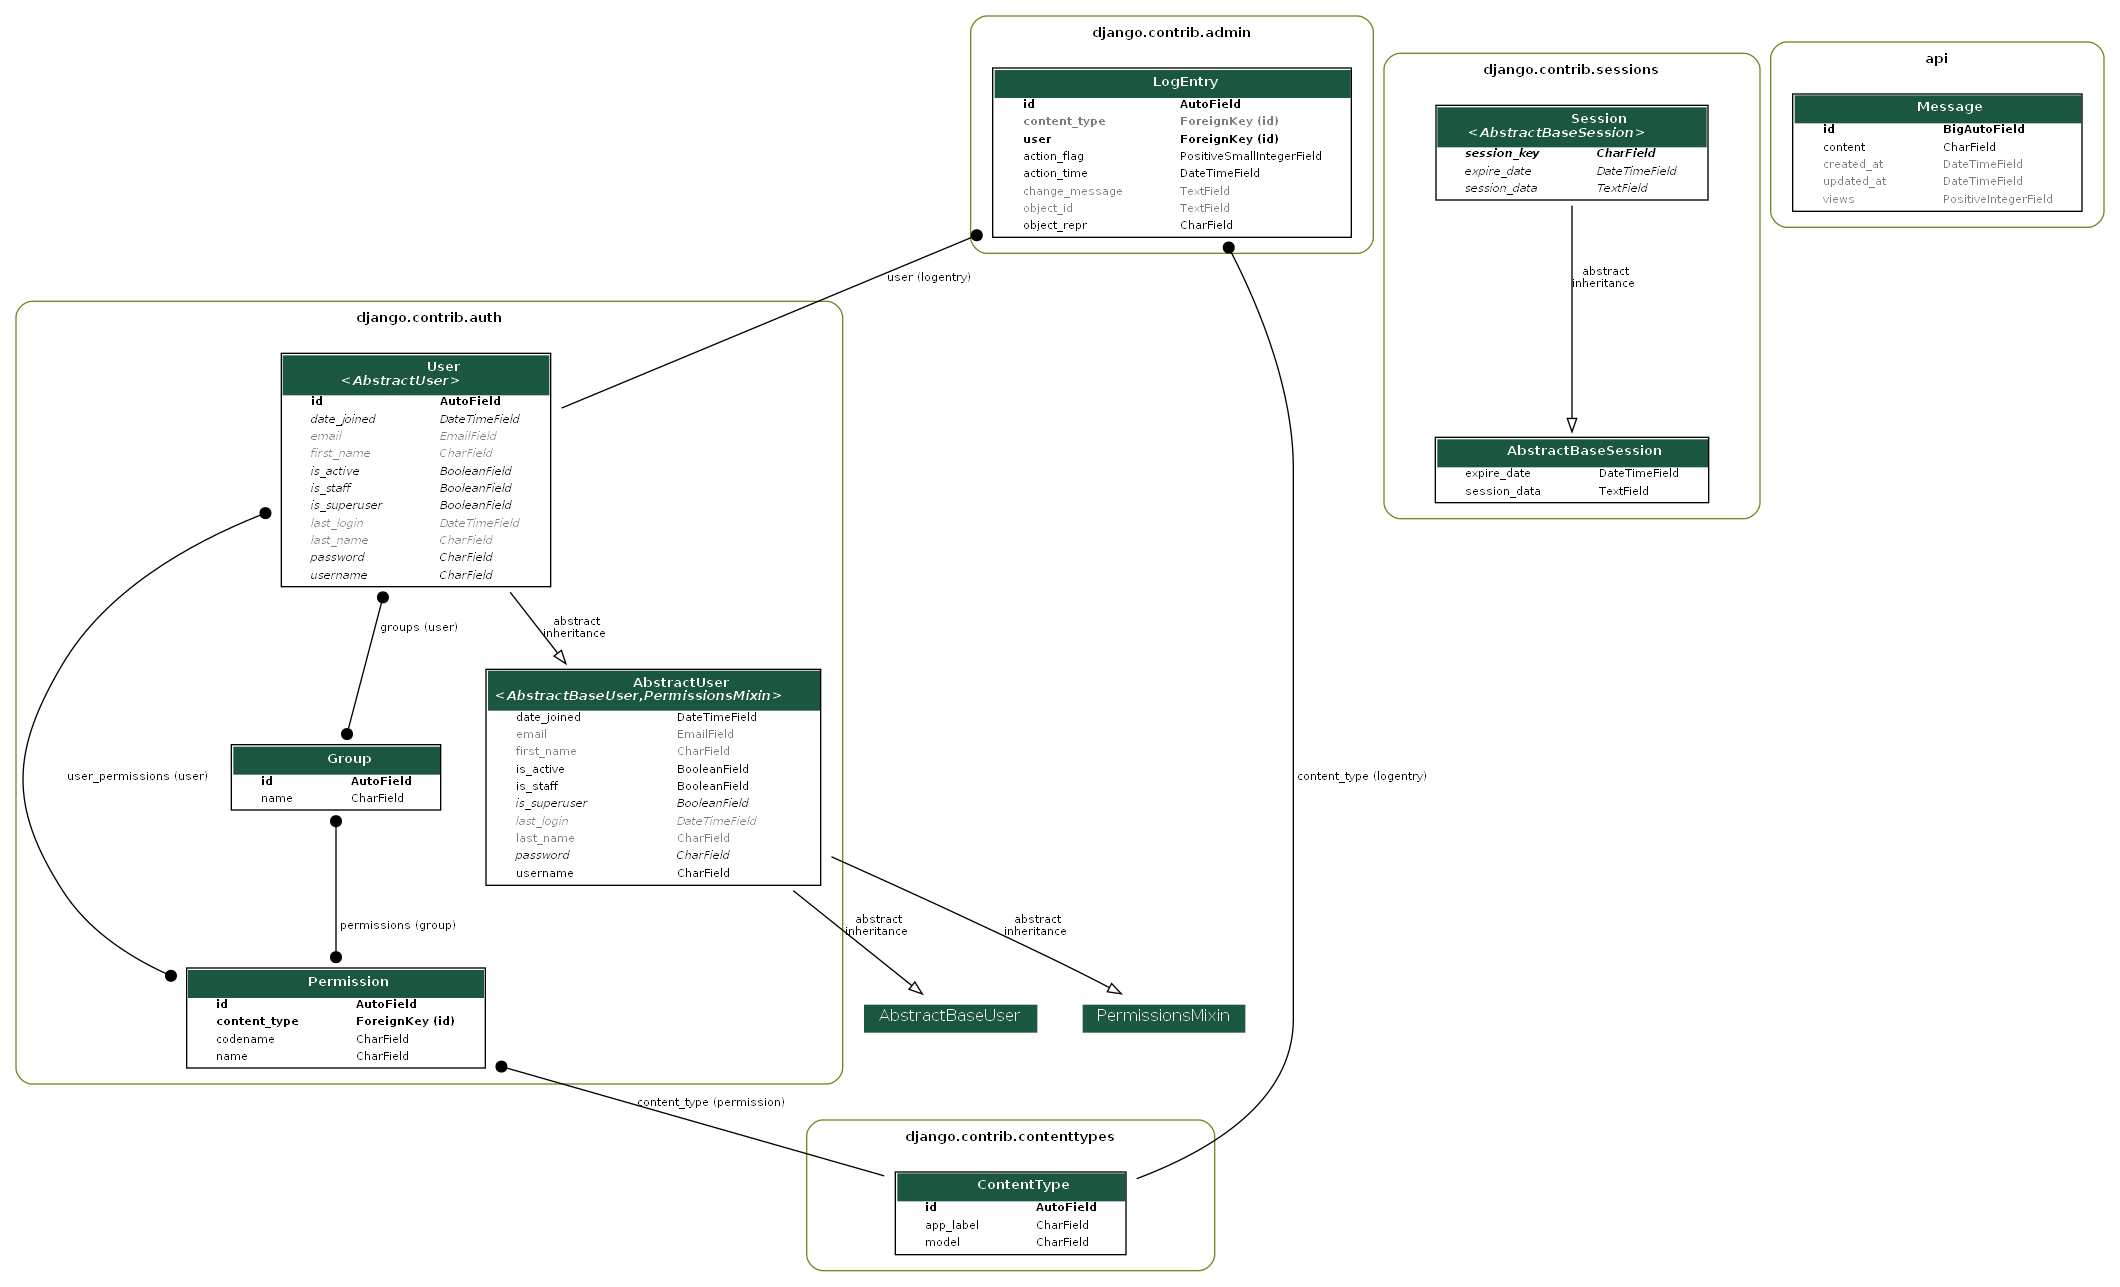 django.contrib.admin
LogEntry
id AutoField
content_type ForeignKey (id)
user ForeignKey (id)
action_flag PositiveSmallIntegerField
action_time DateTimeField
change_message TextField
object_id TextField
object_repr CharField
django.contrib.sessions
Session
<AbstractBaseSession>
session_key CharField
expire_date DateTimeField
session_data TextField
abstract
inheritance
AbstractBaseSession
expire_date DateTimeField
session_data TextField
api
Message
id BigAutoField
content CharField
created_at DateTimeField
updated_at DateTimeField
views PositiveIntegerField
user (logentry)
django.contrib.auth
User
<AbstractUser>
id AutoField
date_joined DateTimeField
email EmailField
first_name CharField
is_active BooleanField
is_staff BooleanField
is_superuser BooleanField
last_login DateTimeField
last_name CharField
password CharField
username CharField
groups (user)
abstract
inheritance
AbstractUser
<AbstractBaseUser,PermissionsMixin>
date_joined DateTimeField
email EmailField
first_name CharField
is_active BooleanField
is_staff BooleanField
is_superuser BooleanField
last_login DateTimeField
last_name CharField
password CharField
username CharField
Group
id AutoField
name CharField
user_permissions (user)
content_type (logentry)
permissions (group)
abstract
inheritance
abstract
inheritance
Permission
id AutoField
content_type ForeignKey (id)
codename CharField
name CharField
AbstractBaseUser
PermissionsMixin
content_type (permission)
django.contrib.contenttypes
ContentType
id AutoField
app_label CharField
model CharField